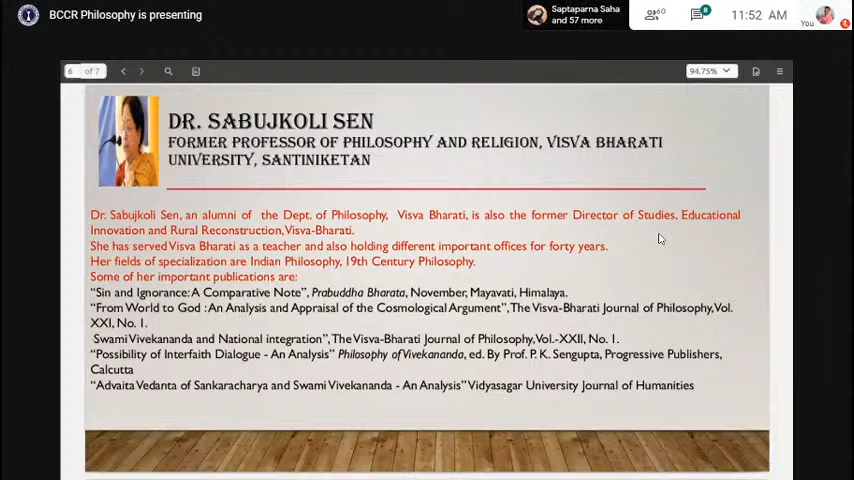 BCCR Philosophy is presenting
Saptaparna Saha
and 57 more
60
8
11:52 AM
You
6 of 7
94.75%
DR. SABUJKOLI SEN
FORMER PROFESSOR OF PHILOSOPHY AND RELIGION, VISVA BHARATI
UNIVERSITY, SANTINIKETAN
Dr. Sabujkoli Sen, an alumni of the Dept. of Philosophy, Visva Bharati, is also the former Director of Studies, Educational
Innovation and Rural Reconstruction, Visva-Bharati.
She has served Visva Bharati as a teacher and also holding different important offices for forty years.
Her fields of specialization are Indian Philosophy, 19th Century Philosophy.
Some of her important publications are:
“Sin and Ignorance: A Comparative Note”, Prabuddha Bharata, November, Mayavati, Himalaya.
“From World to God : An Analysis and Appraisal of the Cosmological Argument”, The Visva-Bharati Journal of Philosophy, Vol.
XXI, No. 1.
Swami Vivekananda and National integration”, The Visva-Bharati Journal of Philosophy, Vol.-XXII, No. 1.
“Possibility of Interfaith Dialogue - An Analysis” Philosophy of Vivekananda, ed. By Prof. P. K. Sengupta, Progressive Publishers,
Calcutta
“Advaita Vedanta of Sankaracharya and Swami Vivekananda - An Analysis” Vidyasagar University Journal of Humanities